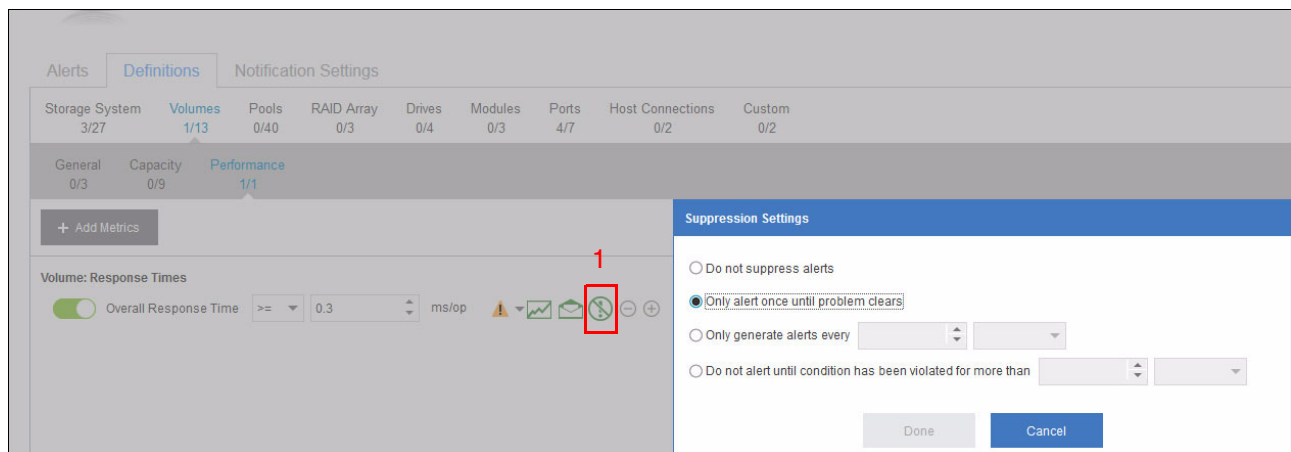 Alerts Definitions Notification Settings
Storage System Volumes Pools RAID Array Drives Modules Ports Host Connections Custom
3/27 1/13 0/40 0/3 0/4 0/3 4/7 0/2 0/2
General Capacity Performance
0/3 0/9 1/1
+ Add Metrics
Volume: Response Times
1
Overall Response Time >= 0.3 ms/op
Suppression Settings
Do not suppress alerts
Only alert once until problem clears
Only generate alerts every
Do not alert until condition has been violated for more than
Done Cancel